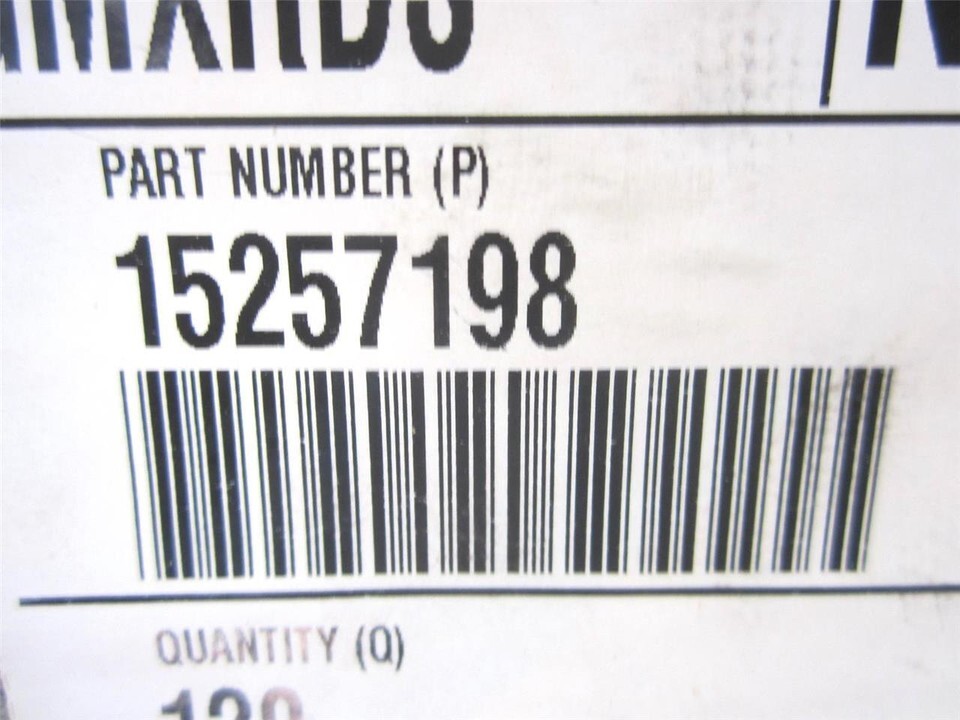 PART NUMBER (P)
15257198
QUANTITY (Q)